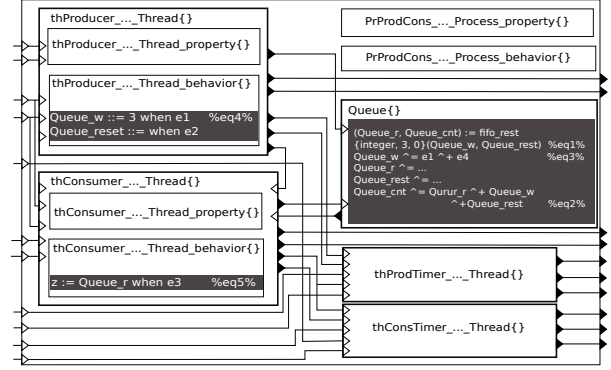 thProducer_..._Thread{}
thProducer_..._Thread_property{}
thProducer_..._Thread_behavior{}
Queue_w ::= 3 when e1 %eq4%
Queue_reset ::= when e2
thConsumer_..._Thread{}
thConsumer_..._Thread_property{}
thConsumer_..._Thread_behavior{}
z := Queue_r when e3 %eq5%
PrProdCons_..._Process_property{}
PrProdCons_..._Process_behavior{}
Queue{}
(Queue_r, Queue_cnt) := fifo_rest
{integer, 3, 0}(Queue_w, Queue_rest) %eq1%
Queue_w ^= e1 ^+ e4 %eq3%
Queue_r ^= ...
Queue_rest ^= ...
Queue_cnt ^= Qurur_r ^+ Queue_w
^+Queue_rest %eq2%
thProdTimer_..._Thread{}
thConsTimer_..._Thread{}